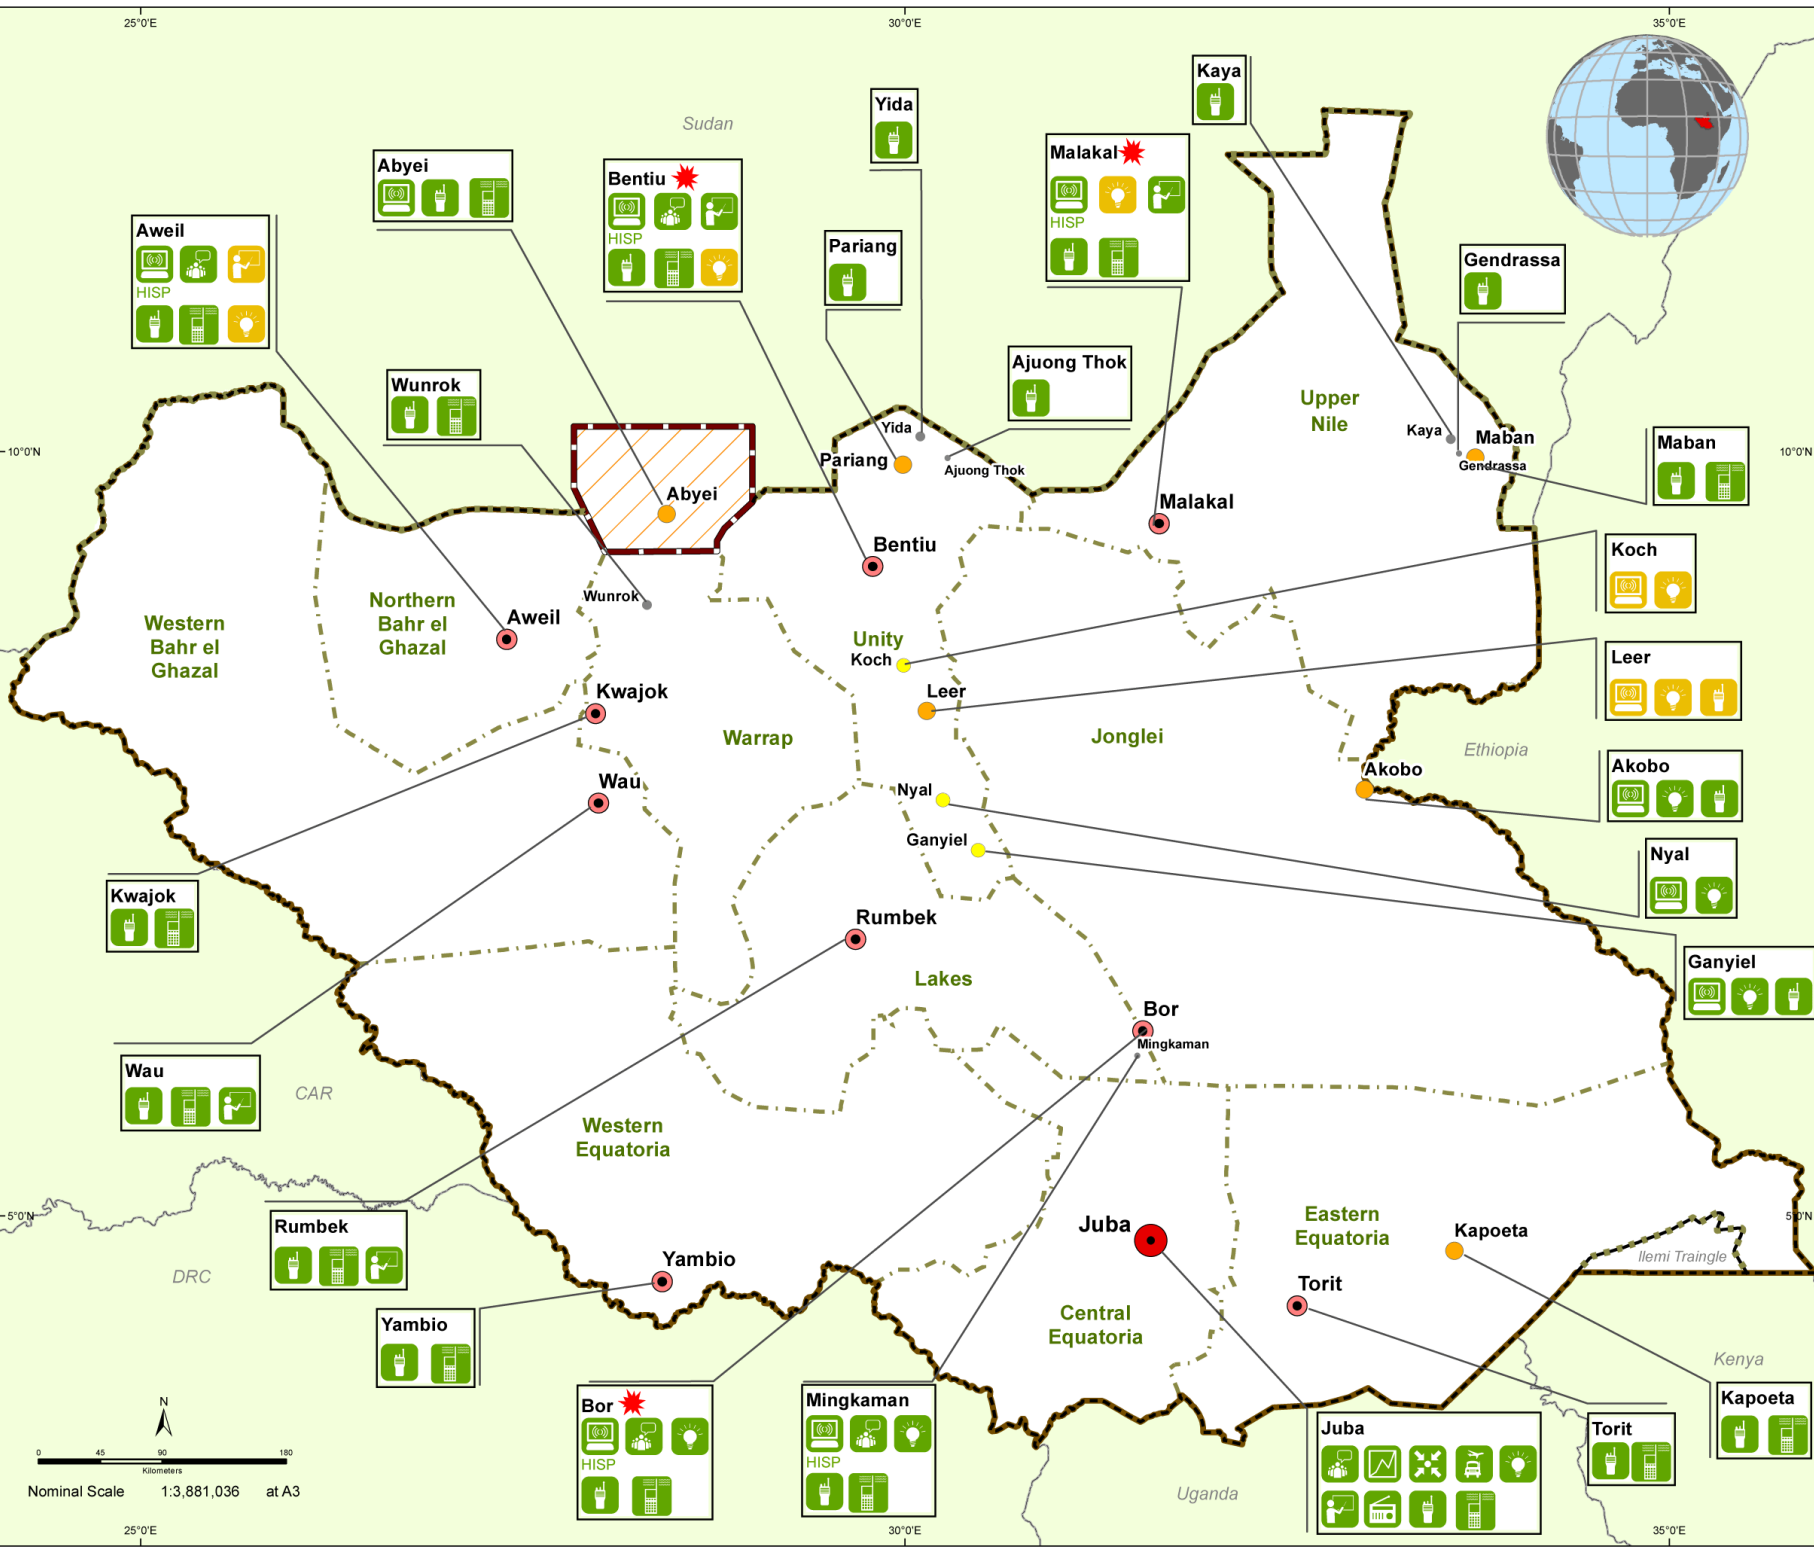 25°0'E
30°0'E
35°0'E
Kaya
Yida
Sudan
Malakal
HISP
Abyei
Bentiu
HISP
Aweil
HISP
Pariang
Gendrassa
Ajuong Thok
Wunrok
Upper
Nile
Yida
Kaya
Maban
Gendrassa
Maban
10°0'N
10°0'N
Pariang
Ajuong Thok
Abyei
Malakal
Bentiu
Koch
Wunrok
Northern
Bahr el
Ghazal
Western
Bahr el
Ghazal
Aweil
Unity
Koch
Leer
Kwajok
Leer
Warrap
Jonglei
Ethiopia
Akobo
Akobo
Wau
Nyal
Ganyiel
Nyal
Kwajok
Rumbek
Ganyiel
Lakes
Bor
Mingkaman
Wau
CAR
Western
Equatoria
5°0'N
5°0'N
Rumbek
Juba
Eastern
Equatoria
Kapoeta
Ilemi Traingle
DRC
Yambio
Torit
Yambio
Central
Equatoria
Kenya
Bor
HISP
Mingkaman
HISP
Juba
Torit
Kapoeta
Uganda
N
0 45 90 180
Kilometers
Nominal Scale 1:3,881,036 at A3
25°0'E
30°0'E
35°0'E